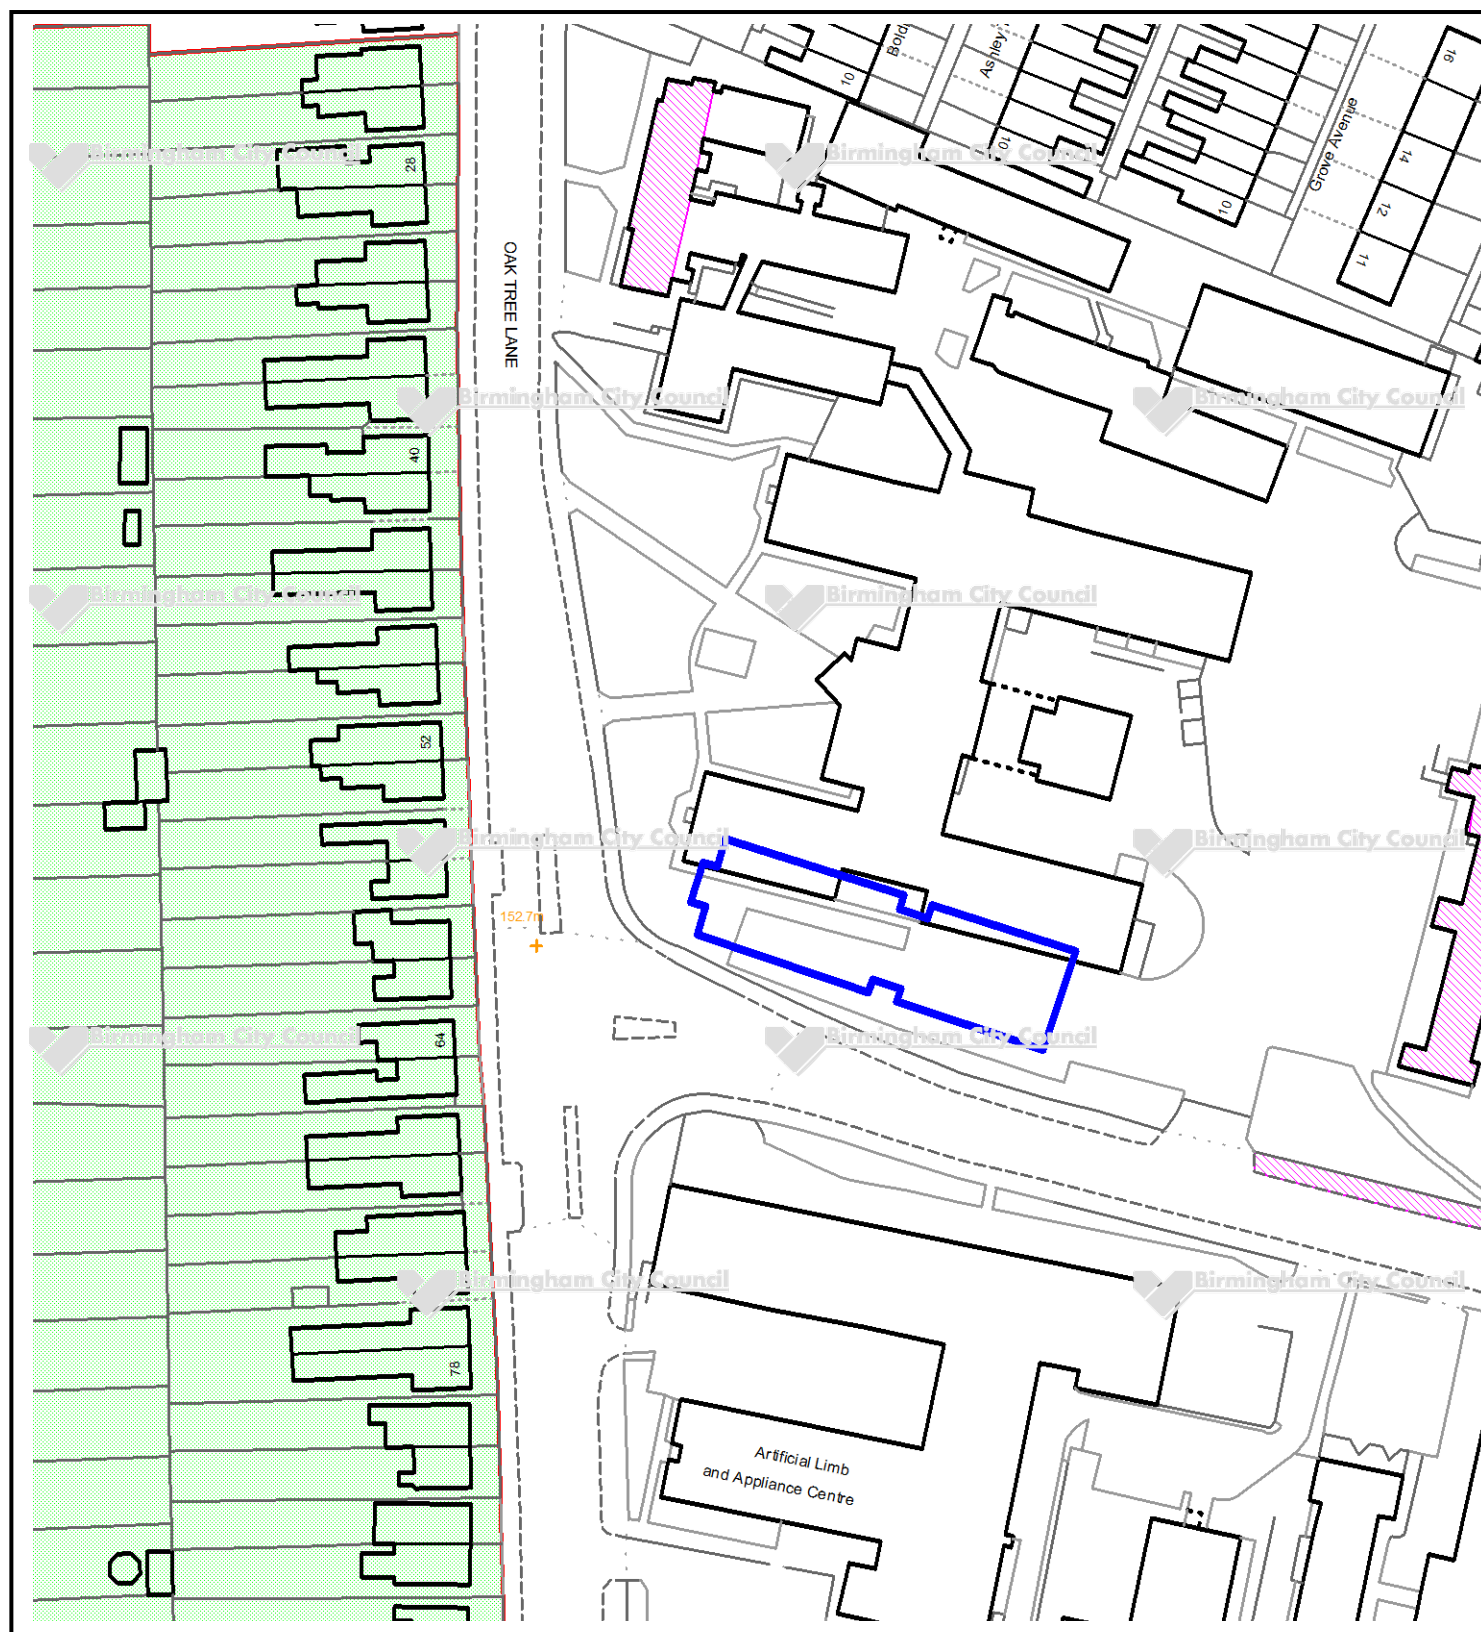 Bold
Ashley
10
10
10
16
14
12
11
Grove Avenue
Birmingham City Council
Birmingham City Council
28
OAK TREE LANE
Birmingham City Council
Birmingham City Council
40
Birmingham City Council
Birmingham City Council
52
Birmingham City Council
Birmingham City Council
152.7m
Birmingham City Council
Birmingham City Council
64
Birmingham City Council
Birmingham City Council
78
Artificial Limb
and Appliance Centre